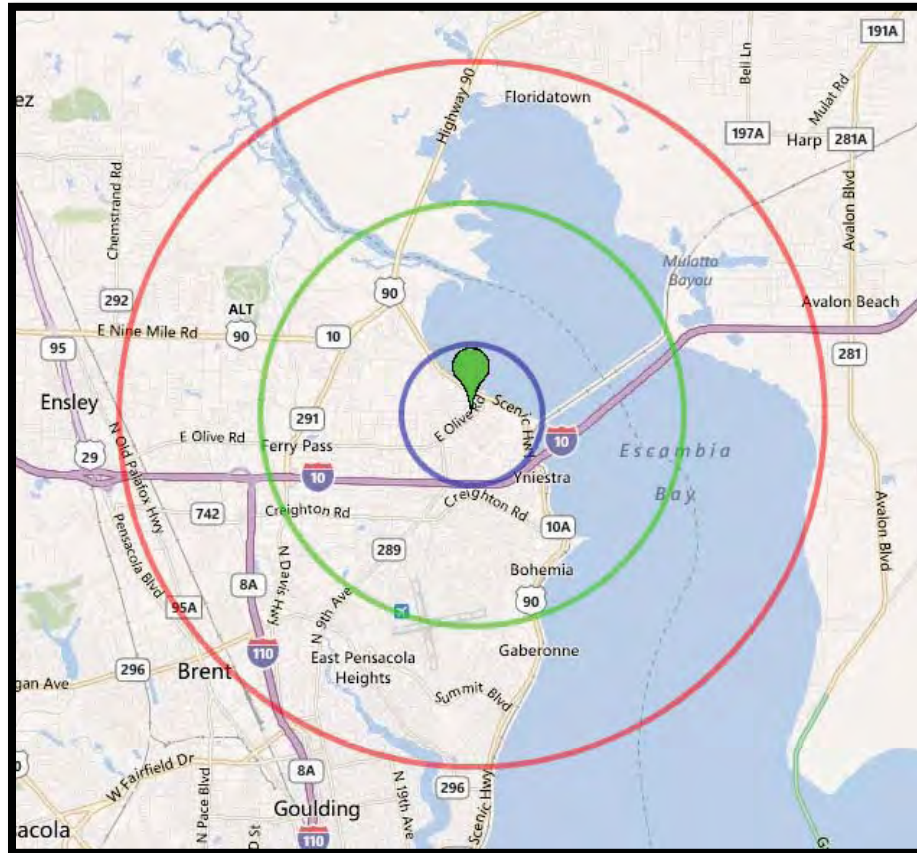 191A
Bell Ln
Mulat Rd
Highway 90
Floridatown
ez
197A
Harp
281A
Chemstrand Rd
Avalon Blvd
Mulatto
Bayou
292
ALT
90
90
Avalon Beach
E Nine Mile Rd
10
95
281
Ensley
291
Scenic Hwy
E Olive Rd
E Olive Rd
Ferry Pass
10
Escambia
Bay
29
N Old Palafox Hwy
10
Yniestra
Creighton Rd
742
Creighton Rd
10A
Avalon Blvd
Pensacola Blvd
289
N Davis Hwy
8A
Bohemia
90
95A
N 9th Ave
110
Gaberonne
296
Brent
East Pensacola
Heights
gan Ave
Summit Blvd
W Fairfield Dr
8A
296
N Pace Blvd
D St
Goulding
N 19th Ave
Scenic Hwy
acola
110